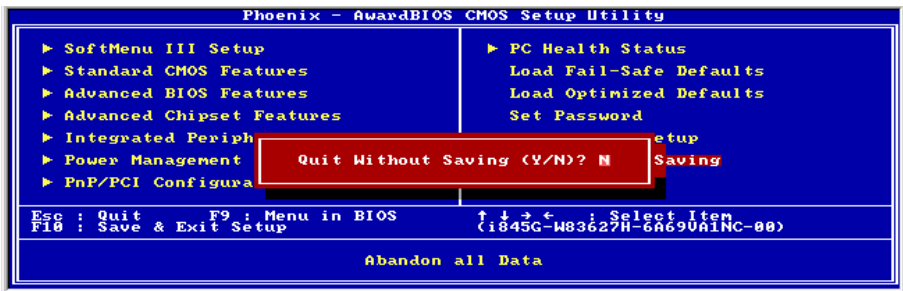 Phoenix - AwardBIOS CMOS Setup Utility
► SoftMenu III Setup
► Standard CMOS Features
► Advanced BIOS Features
► Advanced Chipset Features
► Integrated Periph
► Power Management
► PnP/PCI Configura
► PC Health Status
Load Fail-Safe Defaults
Load Optimized Defaults
Set Password
etup
Saving
Quit Without Saving (Y/N)? N
Esc : Quit F9 : Menu in BIOS ↑ ↓ → ← : Select Item
F10 : Save & Exit Setup (i845G-W83627H-6A69VA1NC-00)
Abandon all Data